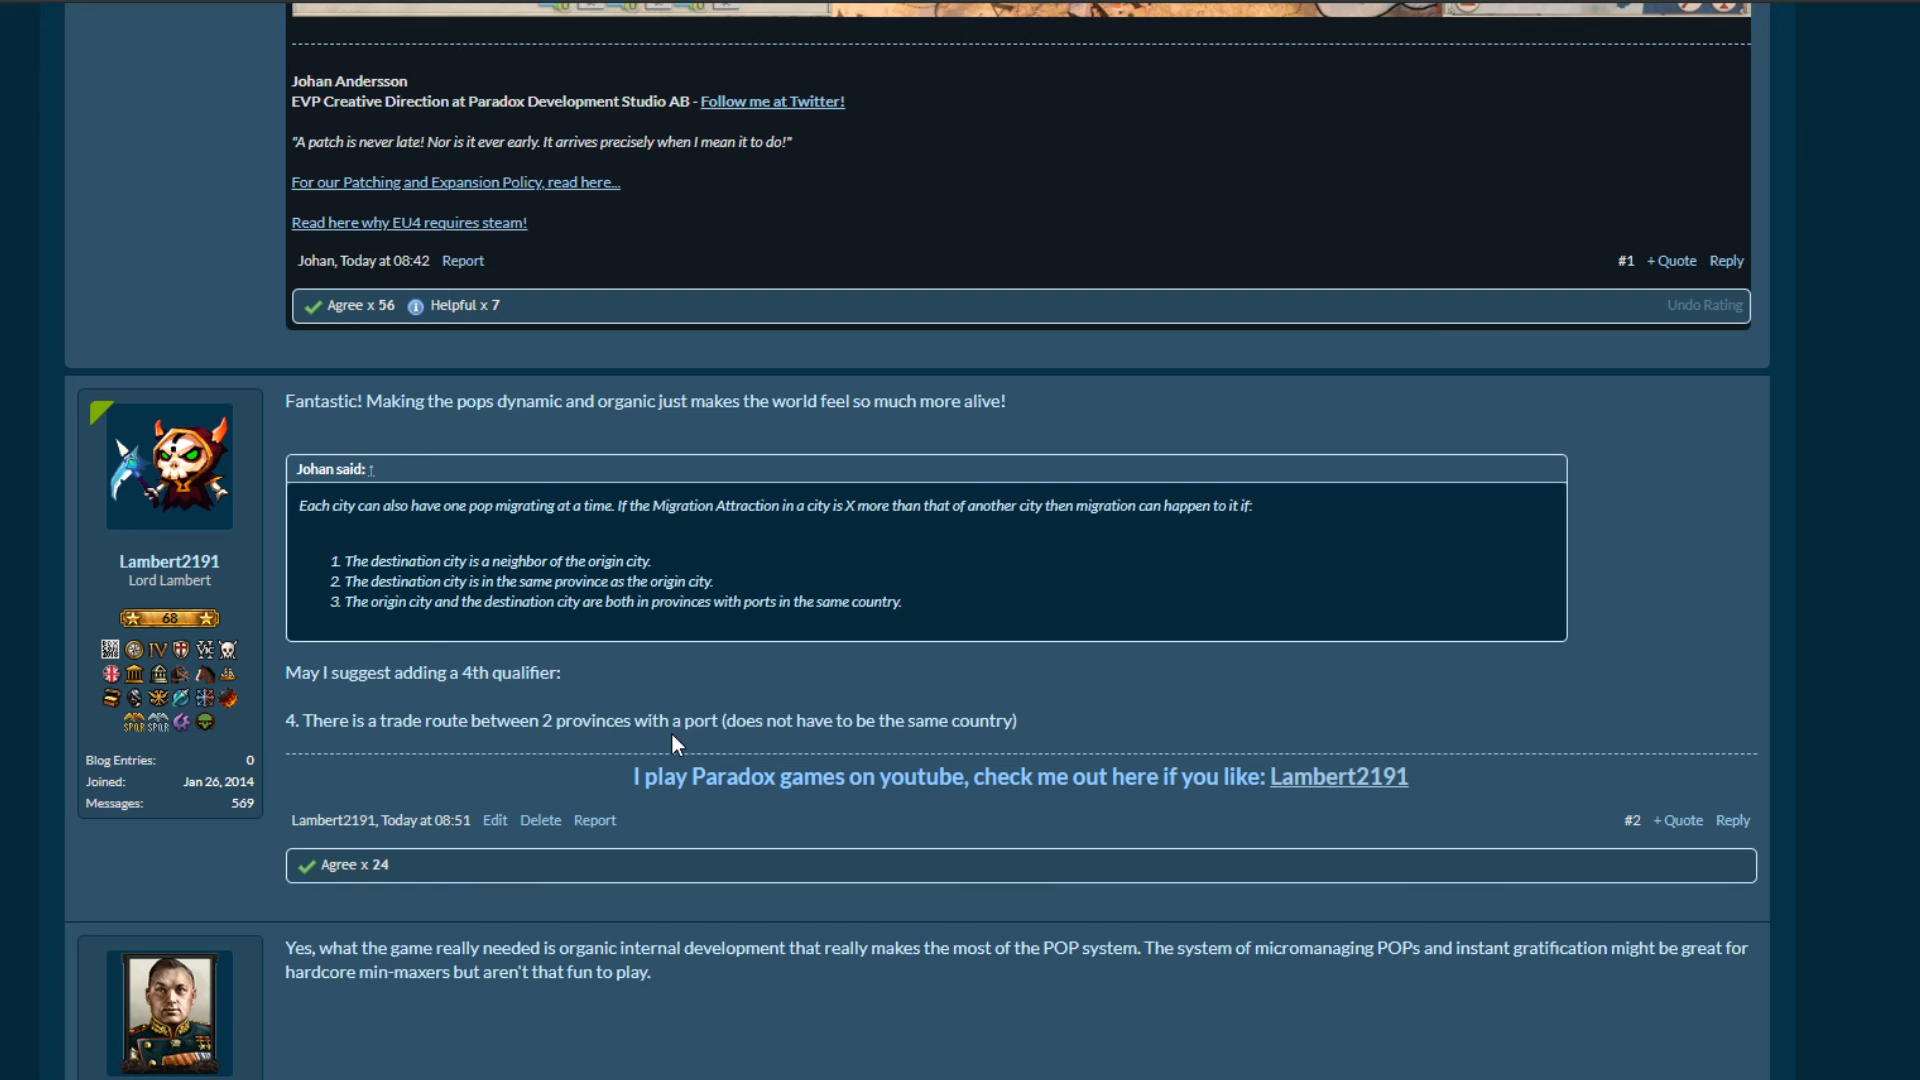 Johan Andersson
EVP Creative Direction at Paradox Development Studio AB - Follow me at Twitter!
"A patch is never late! Nor is it ever early. It arrives precisely when I mean it to do!"
For our Patching and Expansion Policy, read here...
Read here why EU4 requires steam!
Johan, Today at 08:42 Report #1 + Quote Reply
Agree x 56 Helpful x 7 Undo Rating
Fantastic! Making the pops dynamic and organic just makes the world feel so much more alive!
Johan said: ↑
Each city can also have one pop migrating at a time. If the Migration Attraction in a city is X more than that of another city then migration can happen to it if:
1. The destination city is a neighbor of the origin city.
2. The destination city is in the same province as the origin city.
3. The origin city and the destination city are both in provinces with ports in the same country.
Lambert2191
Lord Lambert
68
IV
SPQR SPQR
Blog Entries: 0
Joined: Jan 26, 2014
Messages: 569
May I suggest adding a 4th qualifier:
4. There is a trade route between 2 provinces with a port (does not have to be the same country)
I play Paradox games on youtube, check me out here if you like: Lambert2191
Lambert2191, Today at 08:51 Edit Delete Report #2 + Quote Reply
Agree x 24
Yes, what the game really needed is organic internal development that really makes the most of the POP system. The system of micromanaging POPs and instant gratification might be great for
hardcore min-maxers but aren't that fun to play.